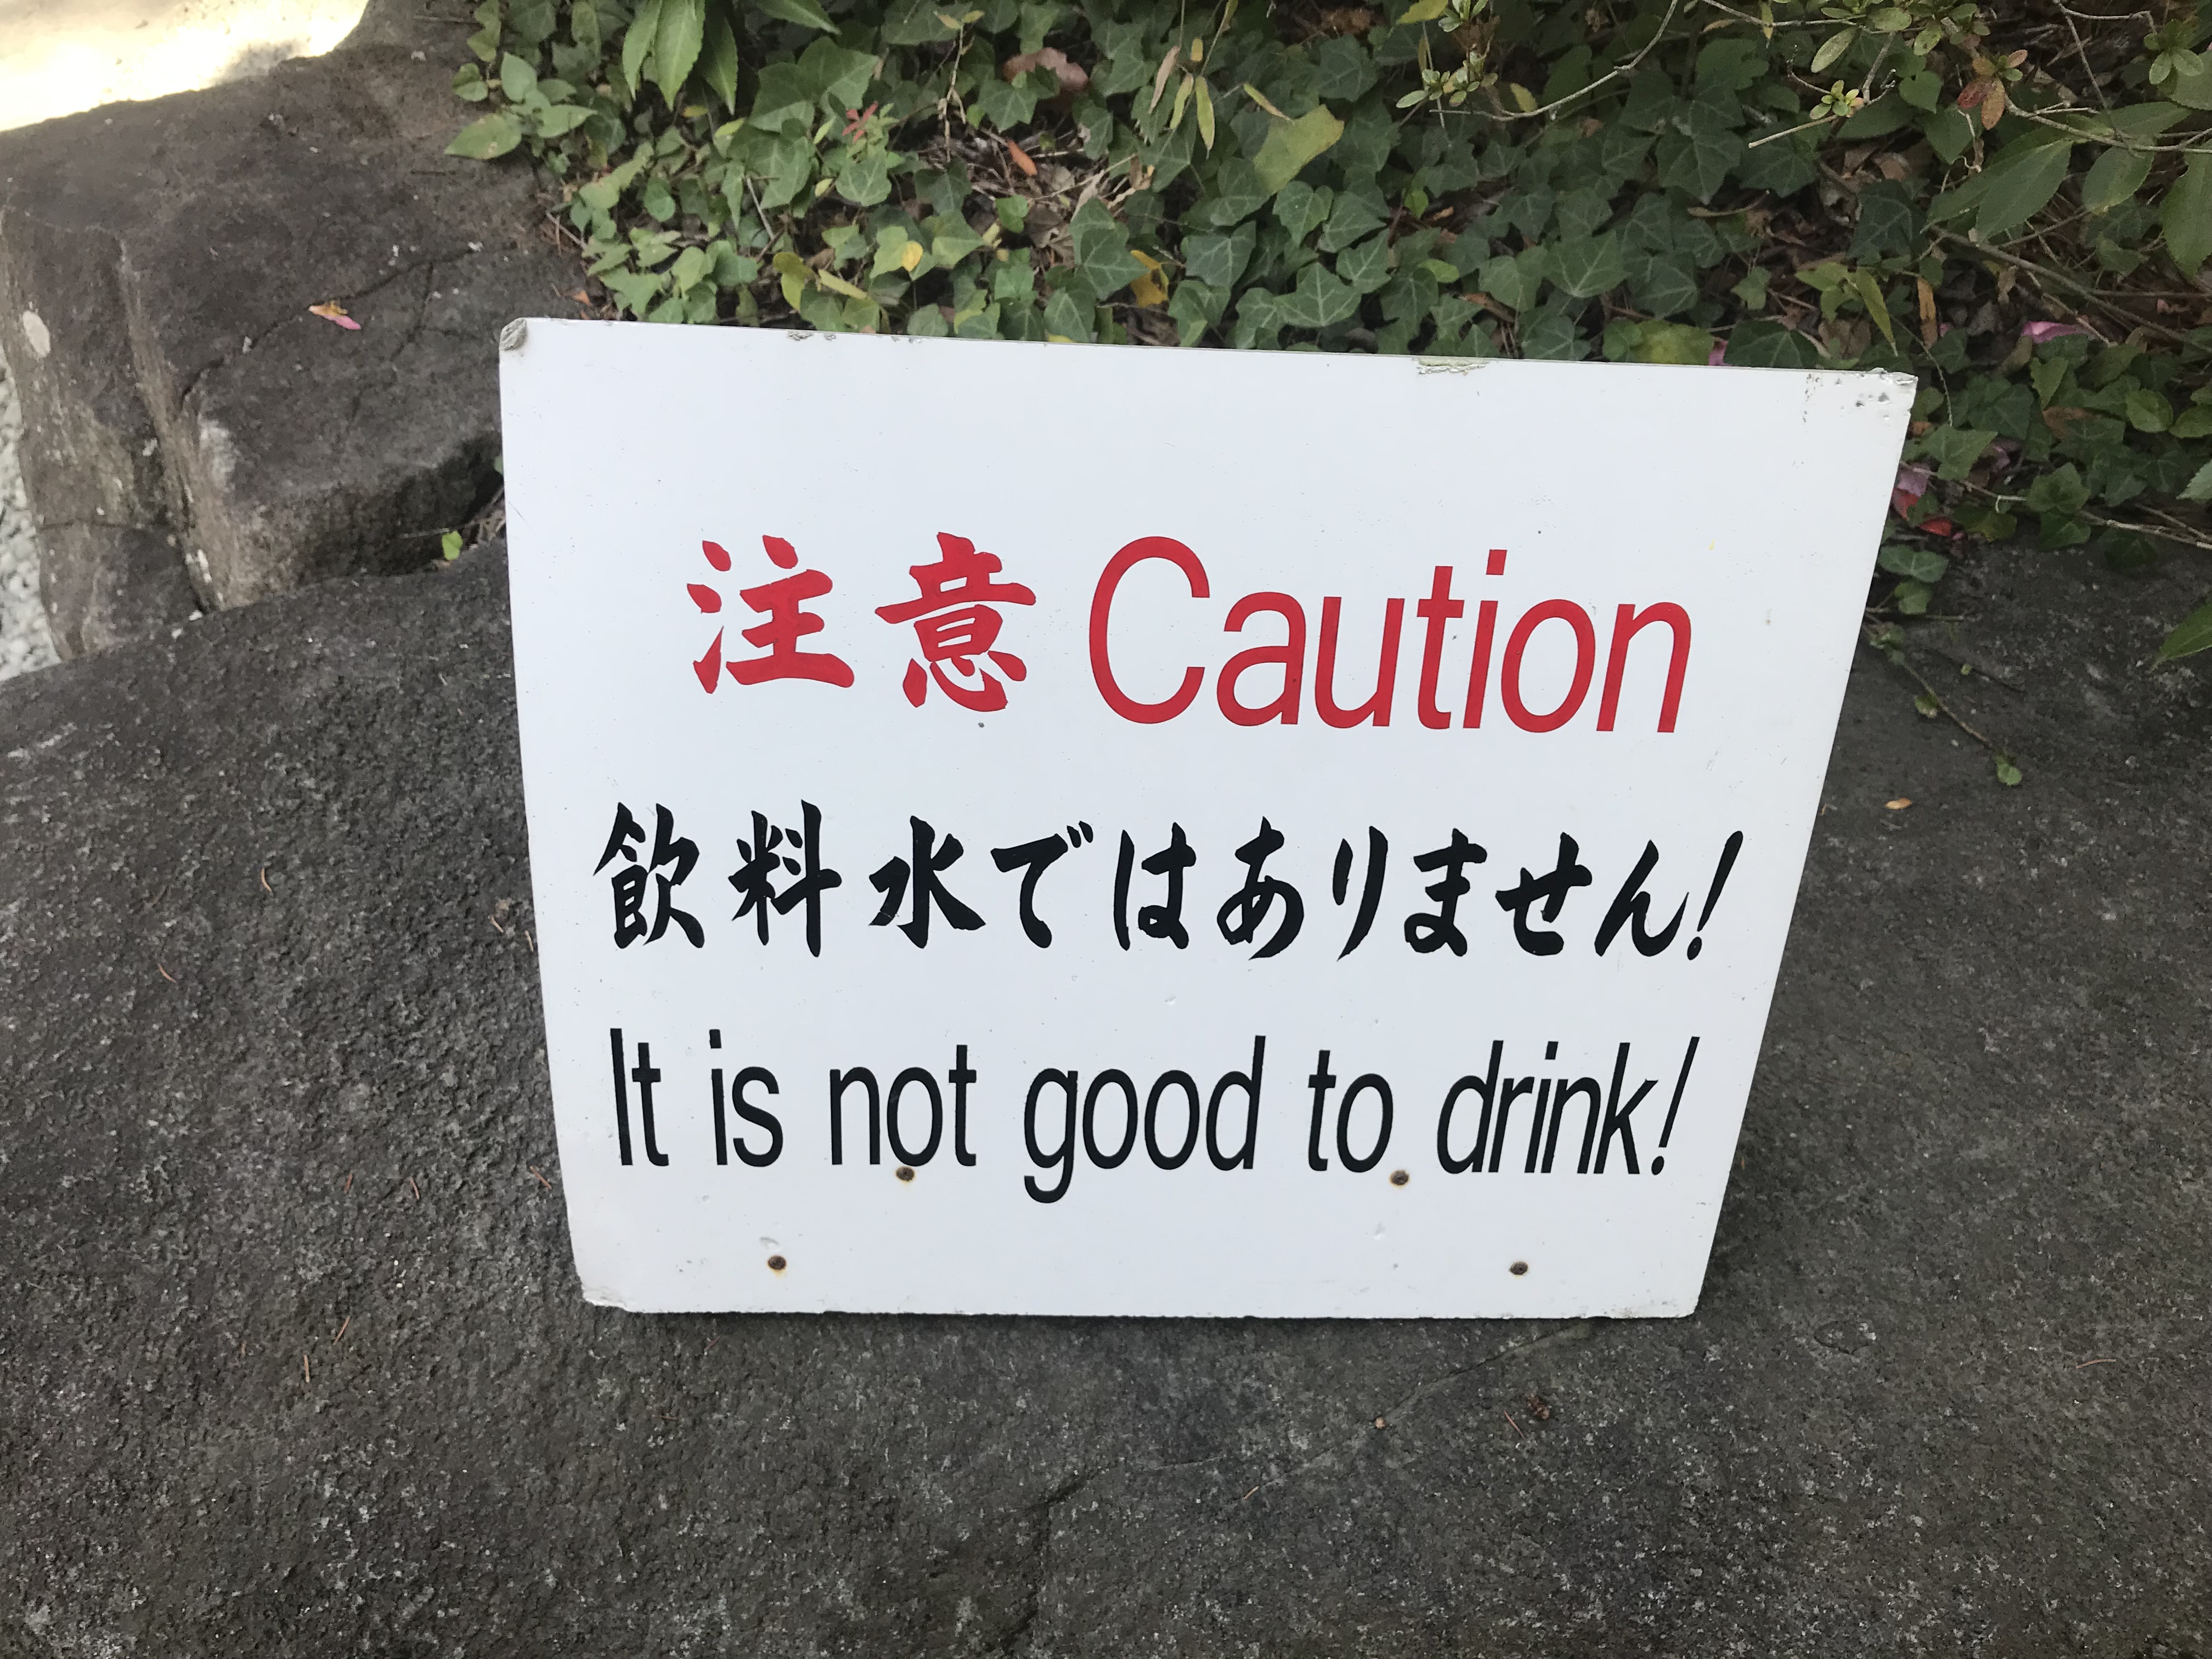 注意 Caution
飲料水ではありません!
It is not good to drink!